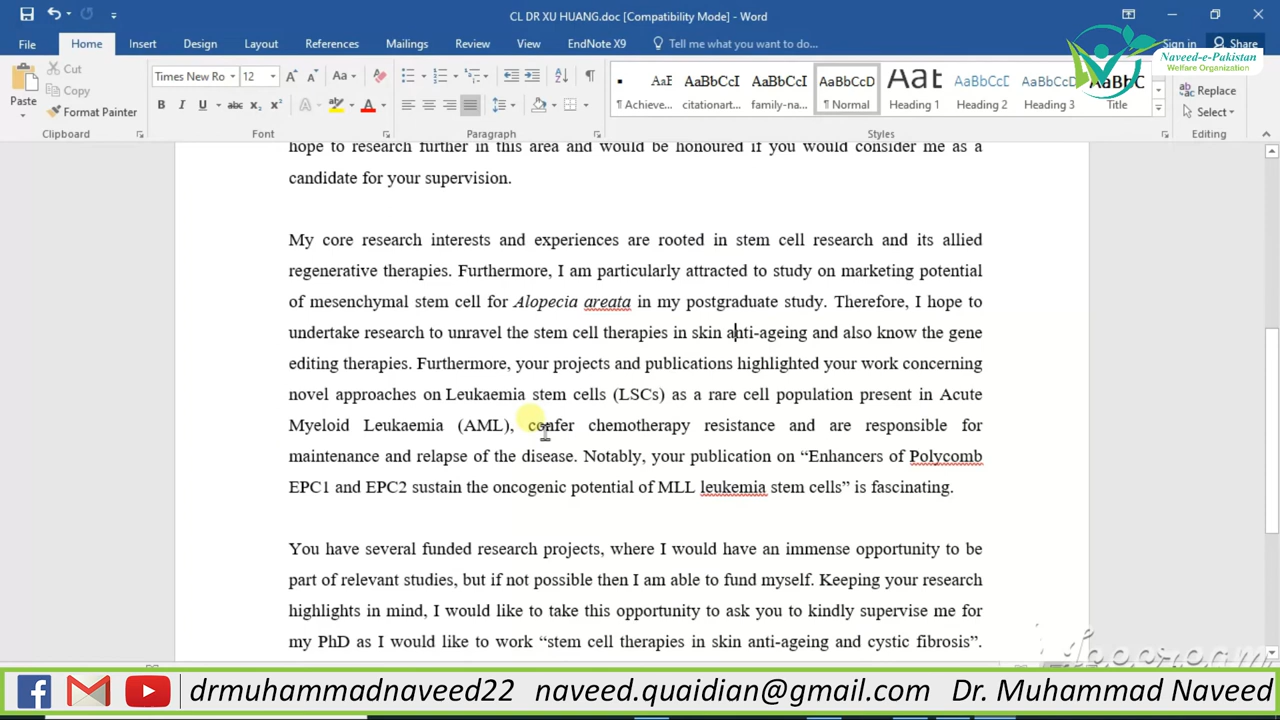 CL DR XU HUANG.doc [Compatibility Mode] - Word
File Home Insert Design Layout References Mailings Review View EndNote X9 Tell me what you want to do... Sign in Share
Naveed-e-Pakistan
Welfare Organization
Paste
Cut
Copy
Format Painter
Times New Ro 12
AaE AaBbCcI AaBbCcI AaBbCcD AaBt AaBbCcI AaBbCcD AaBbC
¶ Achieve... citationart... family-na... ¶ Normal Heading 1 Heading 2 Heading 3 Title
Replace
Select
Clipboard Font Paragraph Styles Editing
hope to research further in this area and would be honoured if you would consider me as a
candidate for your supervision.
My core research interests and experiences are rooted in stem cell research and its allied
regenerative therapies. Furthermore, I am particularly attracted to study on marketing potential
of mesenchymal stem cell for Alopecia areata in my postgraduate study. Therefore, I hope to
undertake research to unravel the stem cell therapies in skin anti-ageing and also know the gene
editing therapies. Furthermore, your projects and publications highlighted your work concerning
novel approaches on Leukaemia stem cells (LSCs) as a rare cell population present in Acute
Myeloid Leukaemia (AML), confer chemotherapy resistance and are responsible for
maintenance and relapse of the disease. Notably, your publication on “Enhancers of Polycomb
EPC1 and EPC2 sustain the oncogenic potential of MLL leukemia stem cells” is fascinating.
You have several funded research projects, where I would have an immense opportunity to be
part of relevant studies, but if not possible then I am able to fund myself. Keeping your research
highlights in mind, I would like to take this opportunity to ask you to kindly supervise me for
my PhD as I would like to work “stem cell therapies in skin anti-ageing and cystic fibrosis”.
drmuhammadnaveed22 naveed.quaidian@gmail.com Dr. Muhammad Naveed